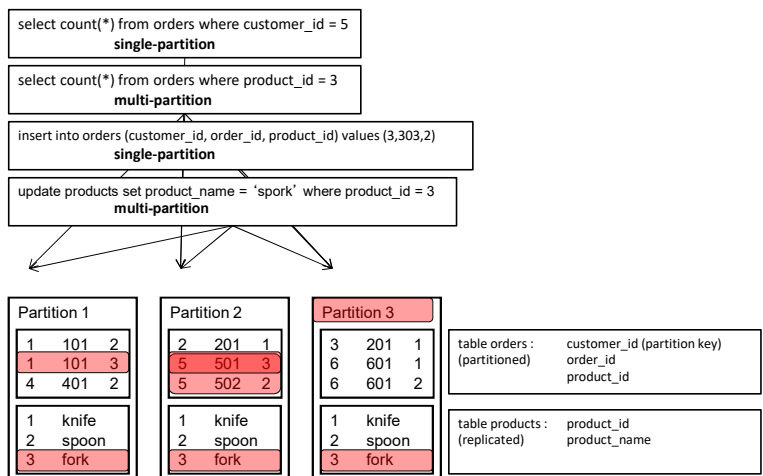 select count(*) from orders where customer_id = 5
single-partition
select count(*) from orders where product_id = 3
multi-partition
insert into orders (customer_id, order_id, product_id) values (3,303,2)
single-partition
update products set product_name = ‘spork’ where product_id = 3
multi-partition
Partition 1
1 101 2
1 101 3
4 401 2
1 knife
2 spoon
3 fork
Partition 2
2 201 1
5 501 3
5 502 2
1 knife
2 spoon
3 fork
Partition 3
3 201 1
6 601 1
6 601 2
1 knife
2 spoon
3 fork
table orders : customer_id (partition key)
(partitioned) order_id
product_id
table products : product_id
(replicated) product_name